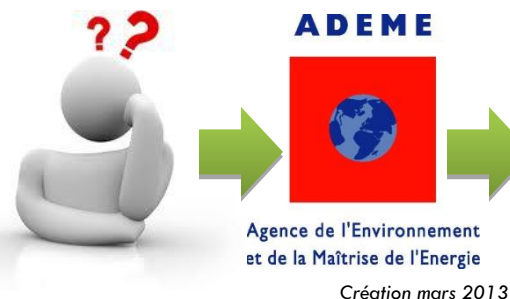 ??
ADEME
Agence de l'Environnement
et de la Maîtrise de l'Energie
Création mars 2013